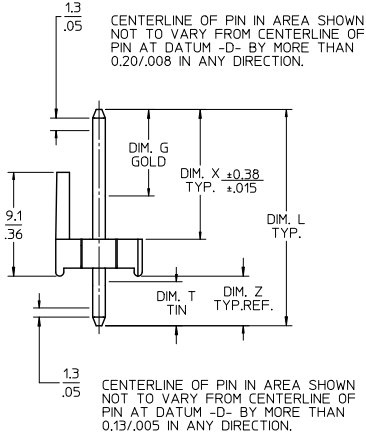 1.3
.05
CENTERLINE OF PIN IN AREA SHOWN
NOT TO VARY FROM CENTERLINE OF
PIN AT DATUM -D- BY MORE THAN
0.20/.008 IN ANY DIRECTION.
DIM. G
GOLD
DIM. X ±0.38
TYP. ±.015
DIM. L
TYP.
9.1
.36
DIM. T
TIN
DIM. Z
TYP.REF.
1.3
.05
CENTERLINE OF PIN IN AREA SHOWN
NOT TO VARY FROM CENTERLINE OF
PIN AT DATUM -D- BY MORE THAN
0.13/.005 IN ANY DIRECTION.